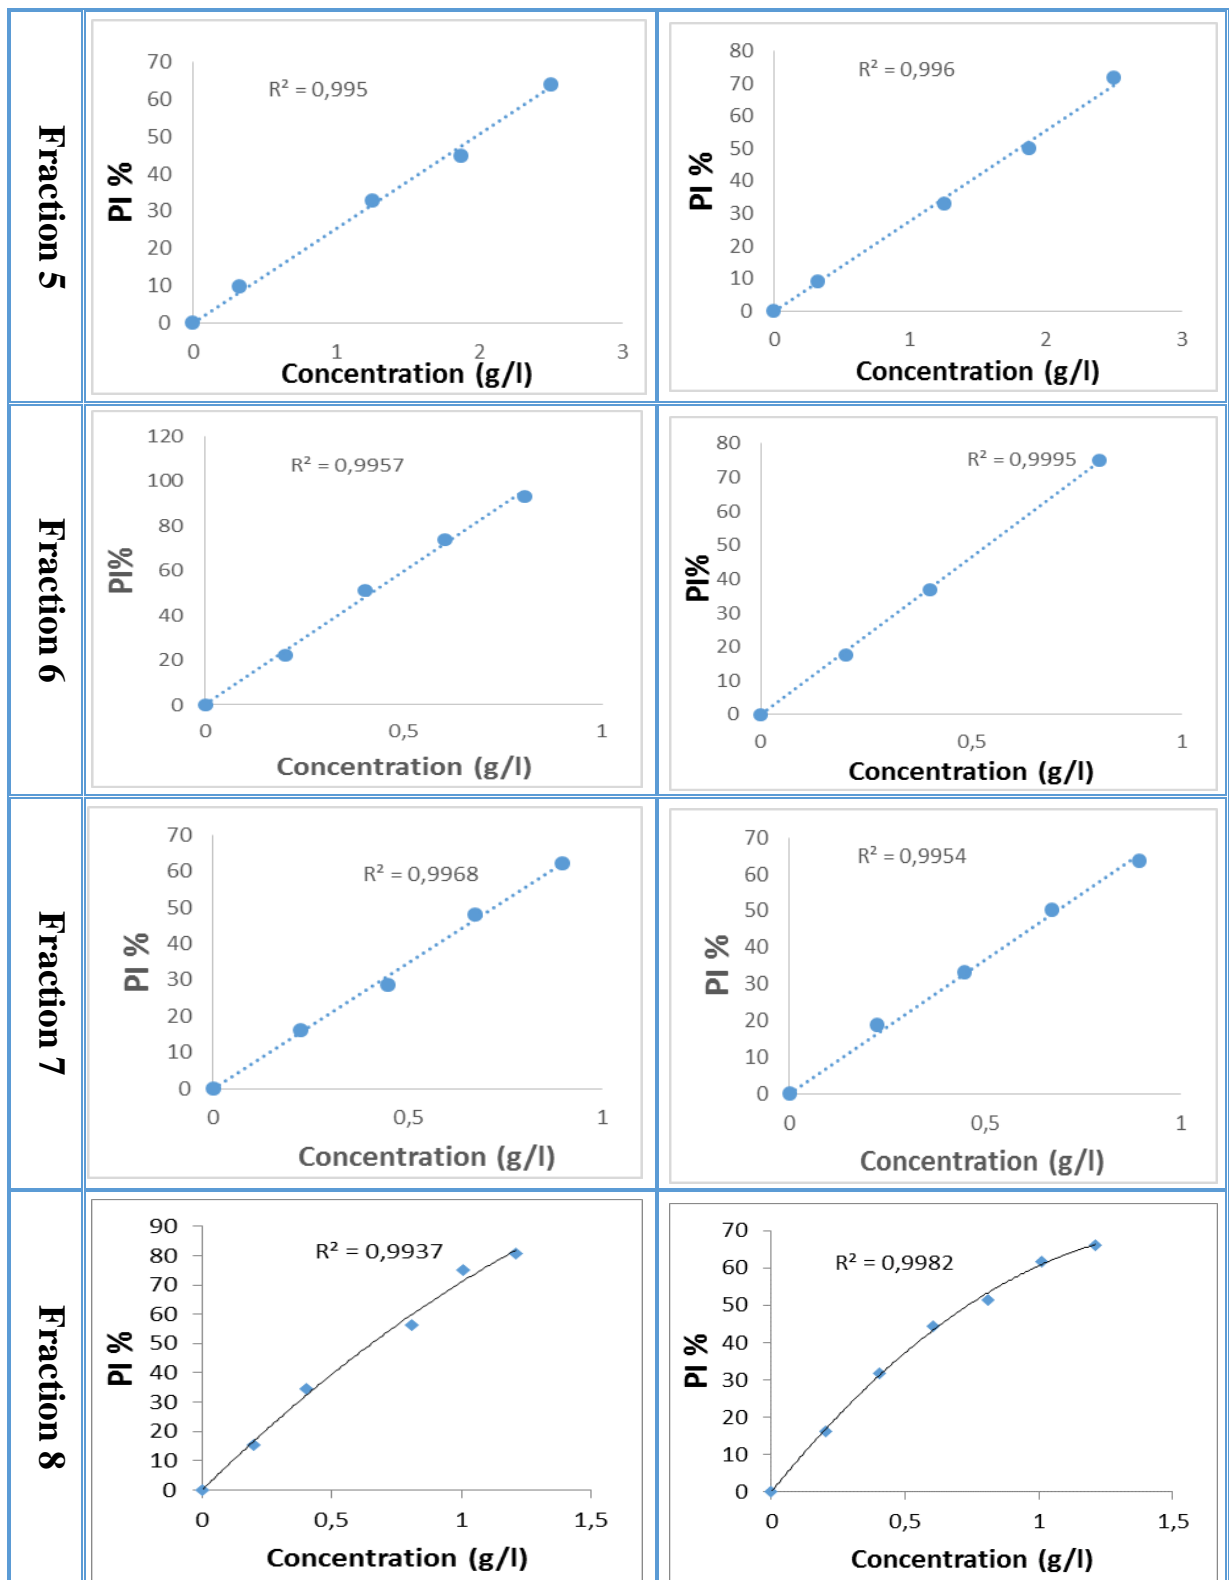 Fraction 5
R² = 0,995
PI %
70
60
50
40
30
20
10
0
0 1 2 3
Concentration (g/l)
R² = 0,996
PI %
80
70
60
50
40
30
20
10
0
0 1 2 3
Concentration (g/l)
Fraction 6
R² = 0,9957
PI%
120
100
80
60
40
20
0
0 0,5 1
Concentration (g/l)
R² = 0,9995
PI%
80
70
60
50
40
30
20
10
0
0 0,5 1
Concentration (g/l)
Fraction 7
R² = 0,9968
PI %
70
60
50
40
30
20
10
0
0 0,5 1
Concentration (g/l)
R² = 0,9954
PI %
70
60
50
40
30
20
10
0
0 0,5 1
Concentration (g/l)
Fraction 8
R² = 0,9937
PI %
90
80
70
60
50
40
30
20
10
0
0 0,5 1 1,5
Concentration (g/l)
R² = 0,9982
PI %
70
60
50
40
30
20
10
0
0 0,5 1 1,5
Concentration (g/l)